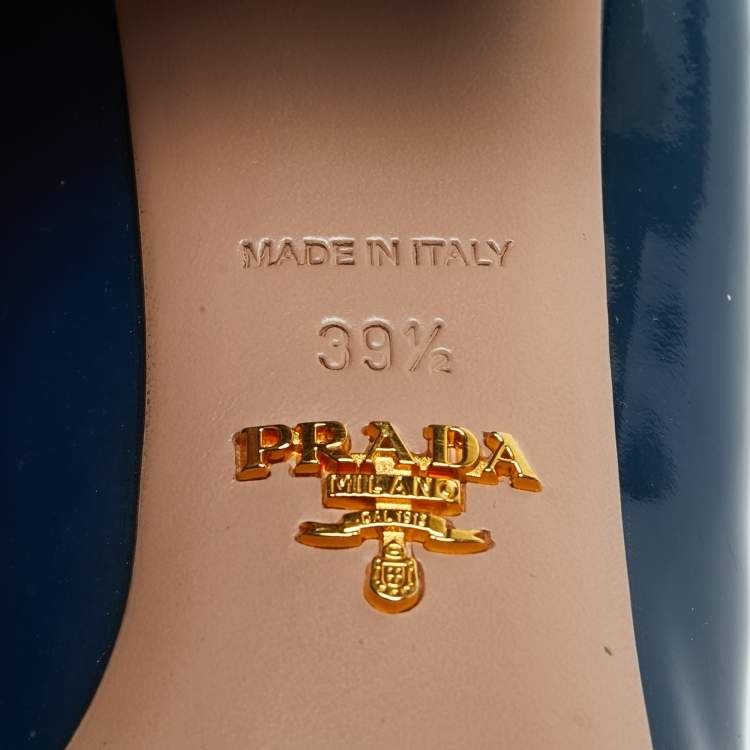 MADE IN ITALY
39½
PRADA
MILANO
DAL 1913